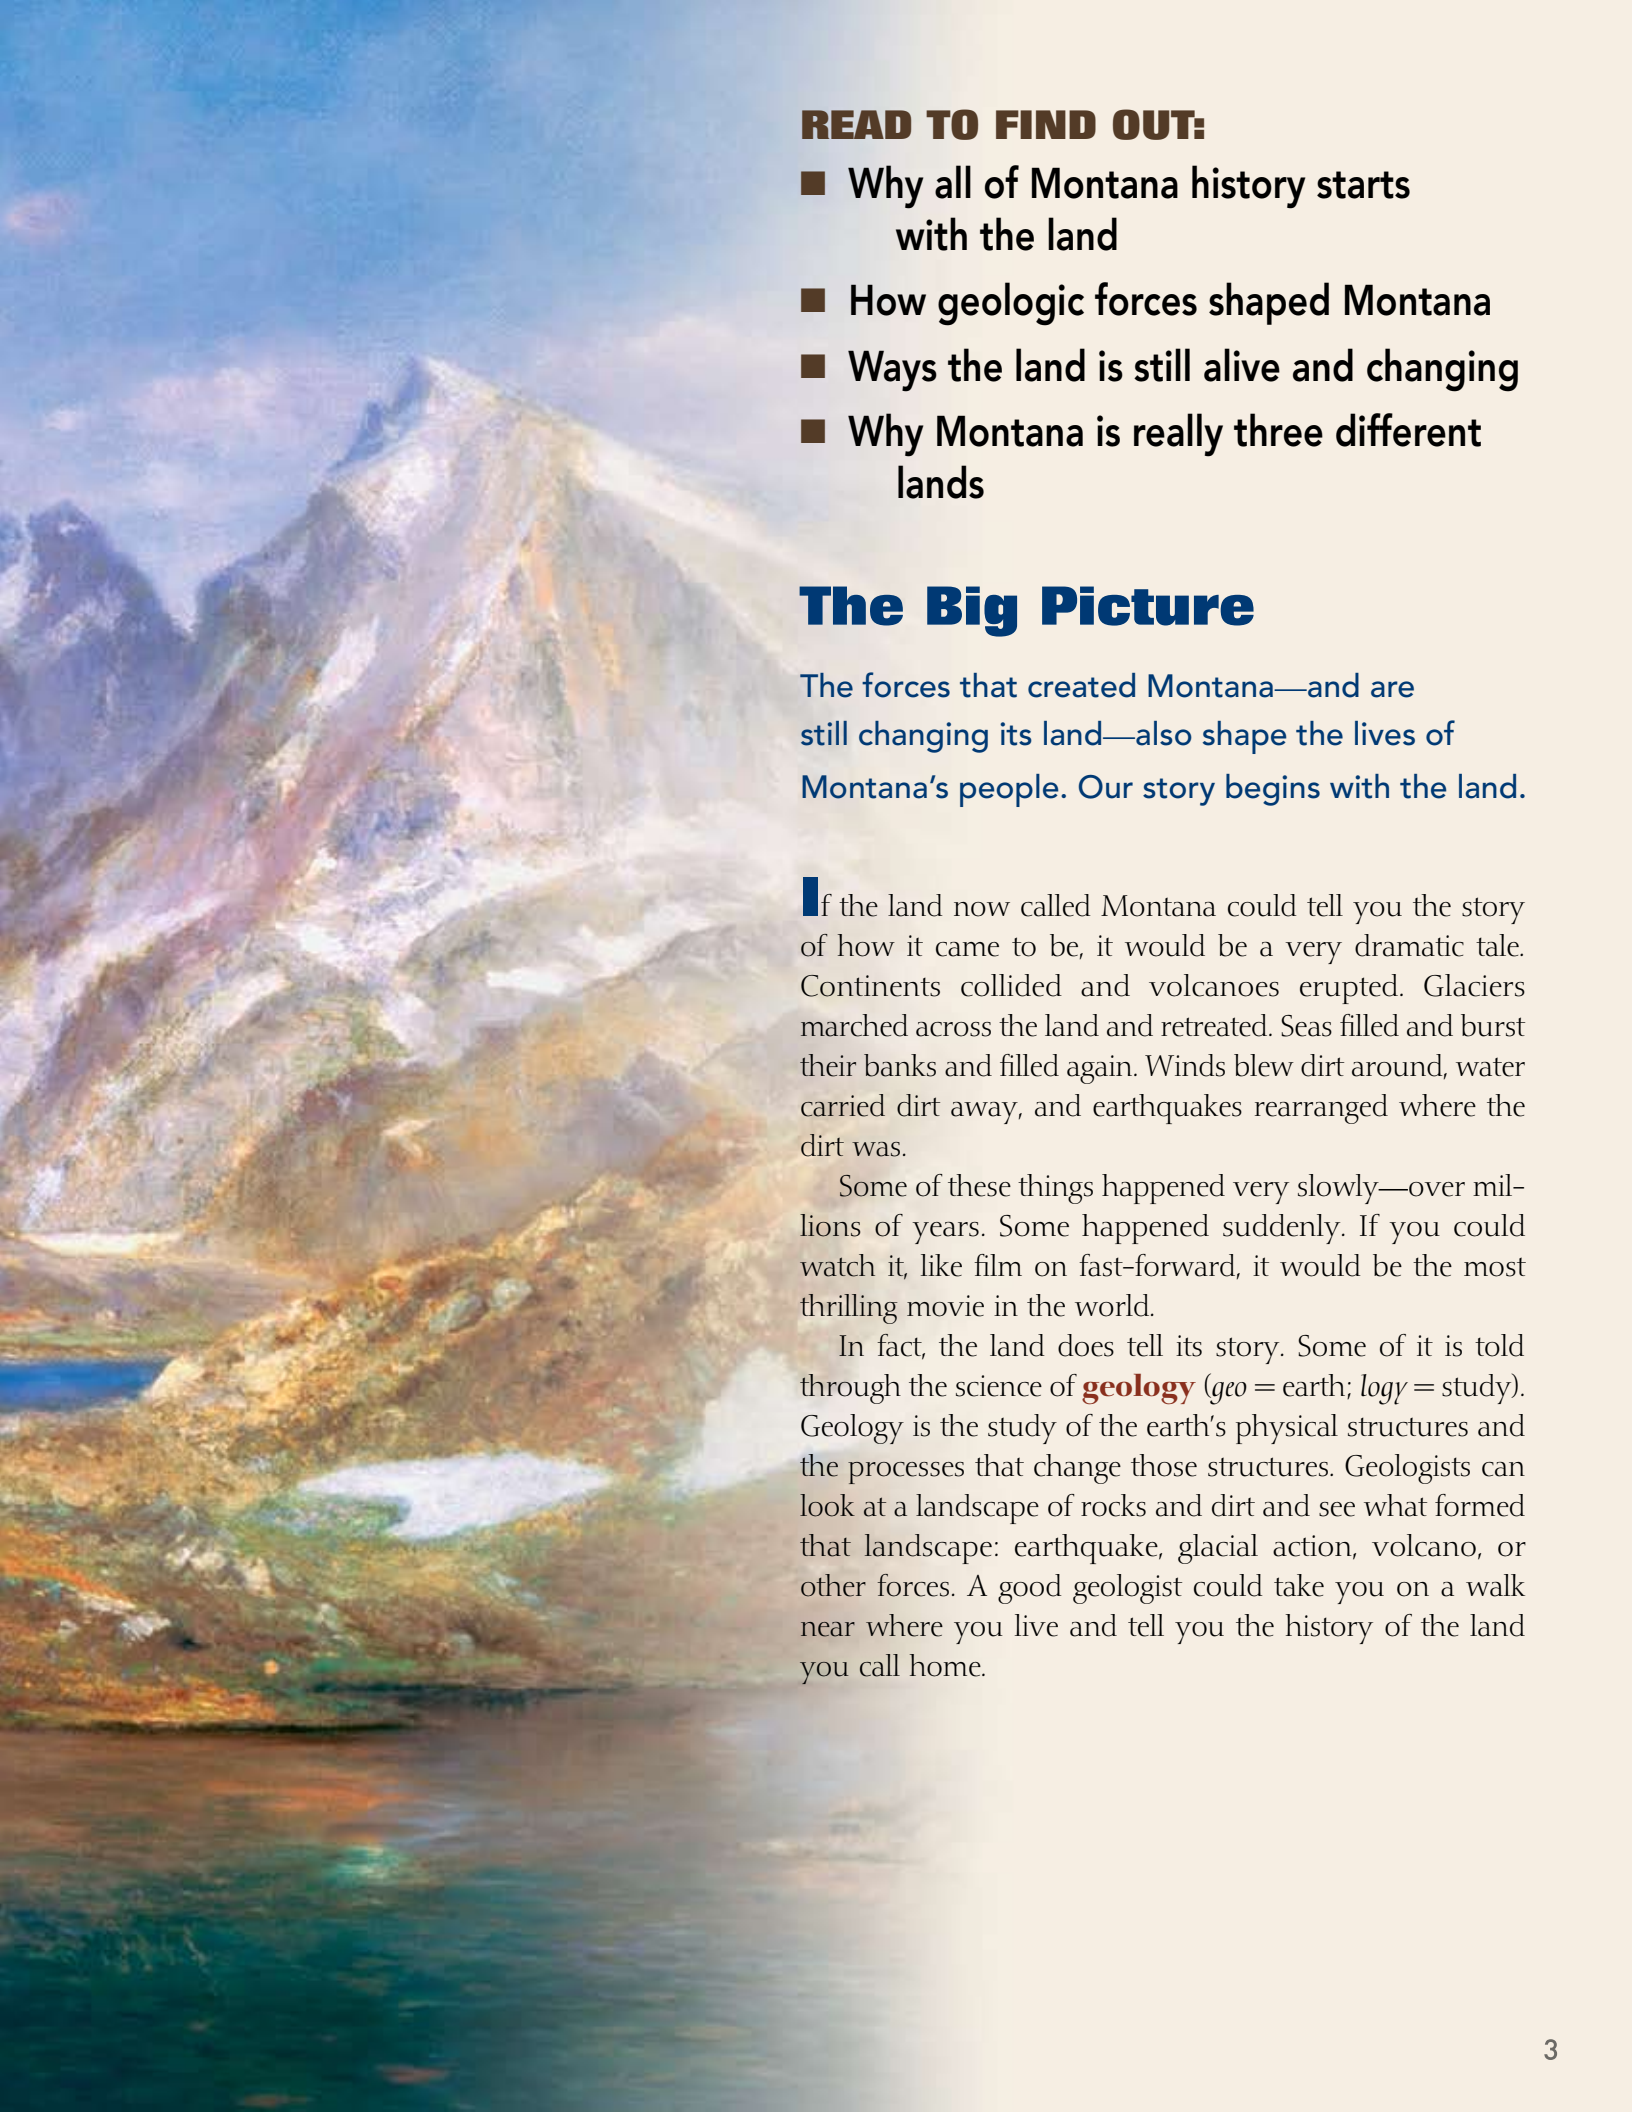 READ TO FIND OUT:
■ Why all of Montana history starts
with the land
■ How geologic forces shaped Montana
■ Ways the land is still alive and changing
■ Why Montana is really three different
lands
The Big Picture
The forces that created Montana—and are
still changing its land—also shape the lives of
Montana's people. Our story begins with the land.
If the land now called Montana could tell you the story
of how it came to be, it would be a very dramatic tale.
Continents collided and volcanoes erupted. Glaciers
marched across the land and retreated. Seas filled and burst
their banks and filled again. Winds blew dirt around, water
carried dirt away, and earthquakes rearranged where the
dirt was.
Some of these things happened very slowly—over mil-
lions of years. Some happened suddenly. If you could
watch it, like film on fast-forward, it would be the most
thrilling movie in the world.
In fact, the land does tell its story. Some of it is told
through the science of geology (geo = earth; logy = study).
Geology is the study of the earth's physical structures and
the processes that change those structures. Geologists can
look at a landscape of rocks and dirt and see what formed
that landscape: earthquake, glacial action, volcano, or
other forces. A good geologist could take you on a walk
near where you live and tell you the history of the land
you call home.
3